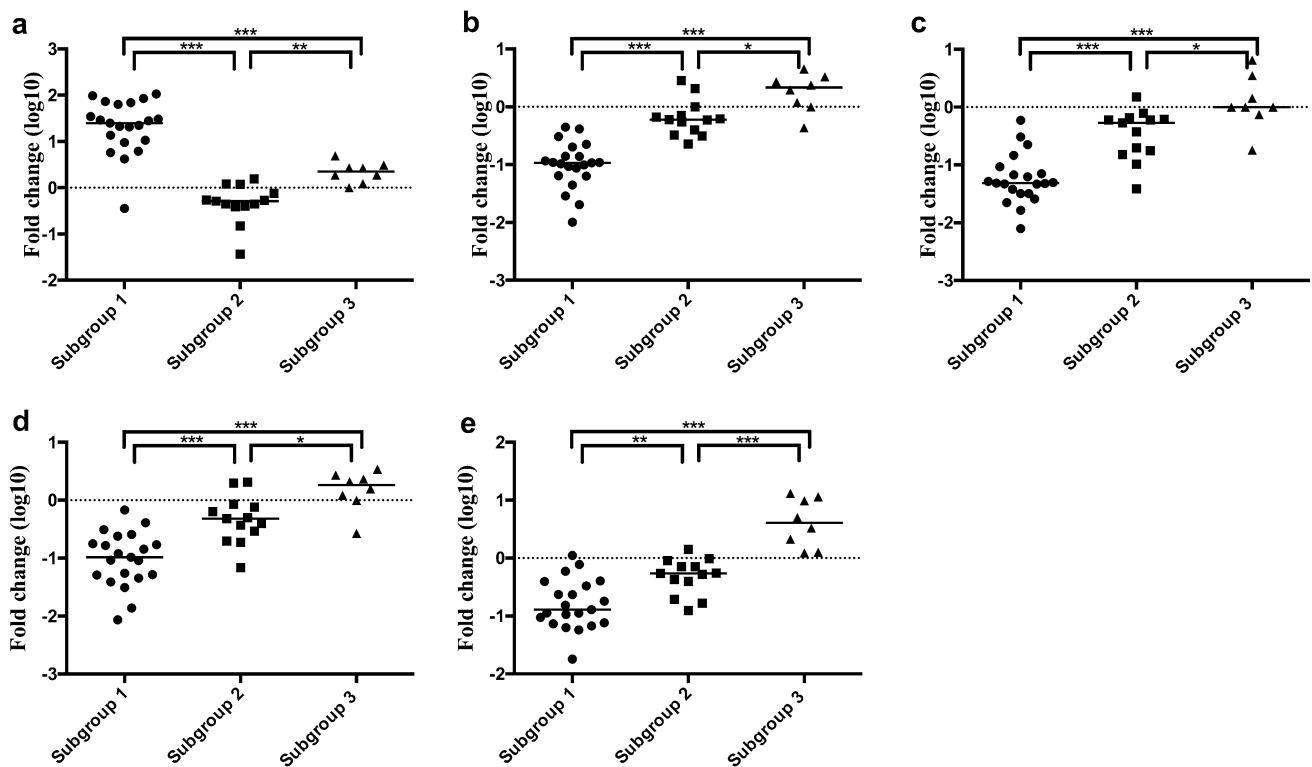 a
***
***
**
Fold change (log10)
3
2
1
0
-1
-2
Subgroup 1
Subgroup 2
Subgroup 3
b
***
***
*
Fold change (log10)
1
0
-1
-2
-3
Subgroup 1
Subgroup 2
Subgroup 3
c
***
***
*
Fold change (log10)
1
0
-1
-2
-3
Subgroup 1
Subgroup 2
Subgroup 3
d
***
***
*
Fold change (log10)
1
0
-1
-2
-3
Subgroup 1
Subgroup 2
Subgroup 3
e
***
**
***
Fold change (log10)
2
1
0
-1
-2
Subgroup 1
Subgroup 2
Subgroup 3